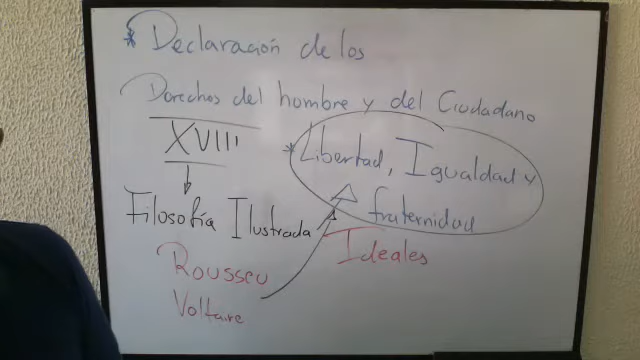 * Declaración de los
Derechos del hombre y del Ciudadano
XVIII
* Libertad, Igualdad y
fraternidad
Filosofía Ilustrada
Ideales
Rousseu
Voltaire